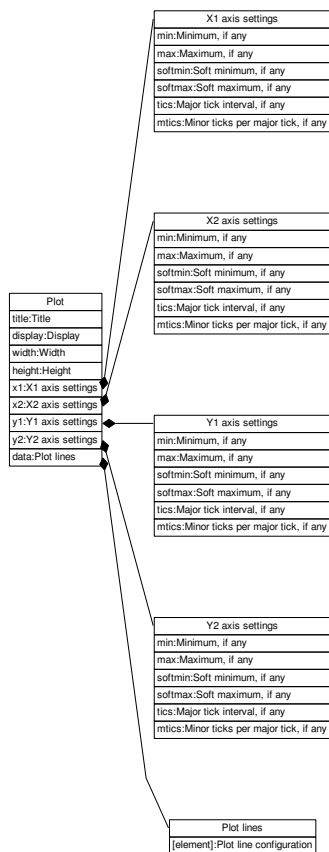 X1 axis settings
min:Minimum, if any
max:Maximum, if any
softmin:Soft minimum, if any
softmax:Soft maximum, if any
tics:Major tick interval, if any
mtics:Minor ticks per major tick, if any
X2 axis settings
min:Minimum, if any
max:Maximum, if any
softmin:Soft minimum, if any
softmax:Soft maximum, if any
tics:Major tick interval, if any
mtics:Minor ticks per major tick, if any
Plot
title:Title
display:Display
width:Width
height:Height
x1:X1 axis settings
x2:X2 axis settings
y1:Y1 axis settings
y2:Y2 axis settings
data:Plot lines
Y1 axis settings
min:Minimum, if any
max:Maximum, if any
softmin:Soft minimum, if any
softmax:Soft maximum, if any
tics:Major tick interval, if any
mtics:Minor ticks per major tick, if any
Y2 axis settings
min:Minimum, if any
max:Maximum, if any
softmin:Soft minimum, if any
softmax:Soft maximum, if any
tics:Major tick interval, if any
mtics:Minor ticks per major tick, if any
Plot lines
[element]:Plot line configuration